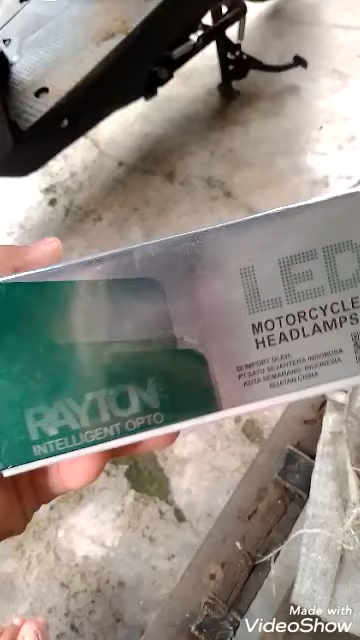 LED
MOTORCYCLE
HEADLAMPS
DI IMPORT OLEH:
PT.SATU SEJAHTERA INDONUSA
KOTA SEMARANG, INDONESIA
BUATAN CHINA
RAYTON
INTELLIGENT OPTO
Made with
VideoShow